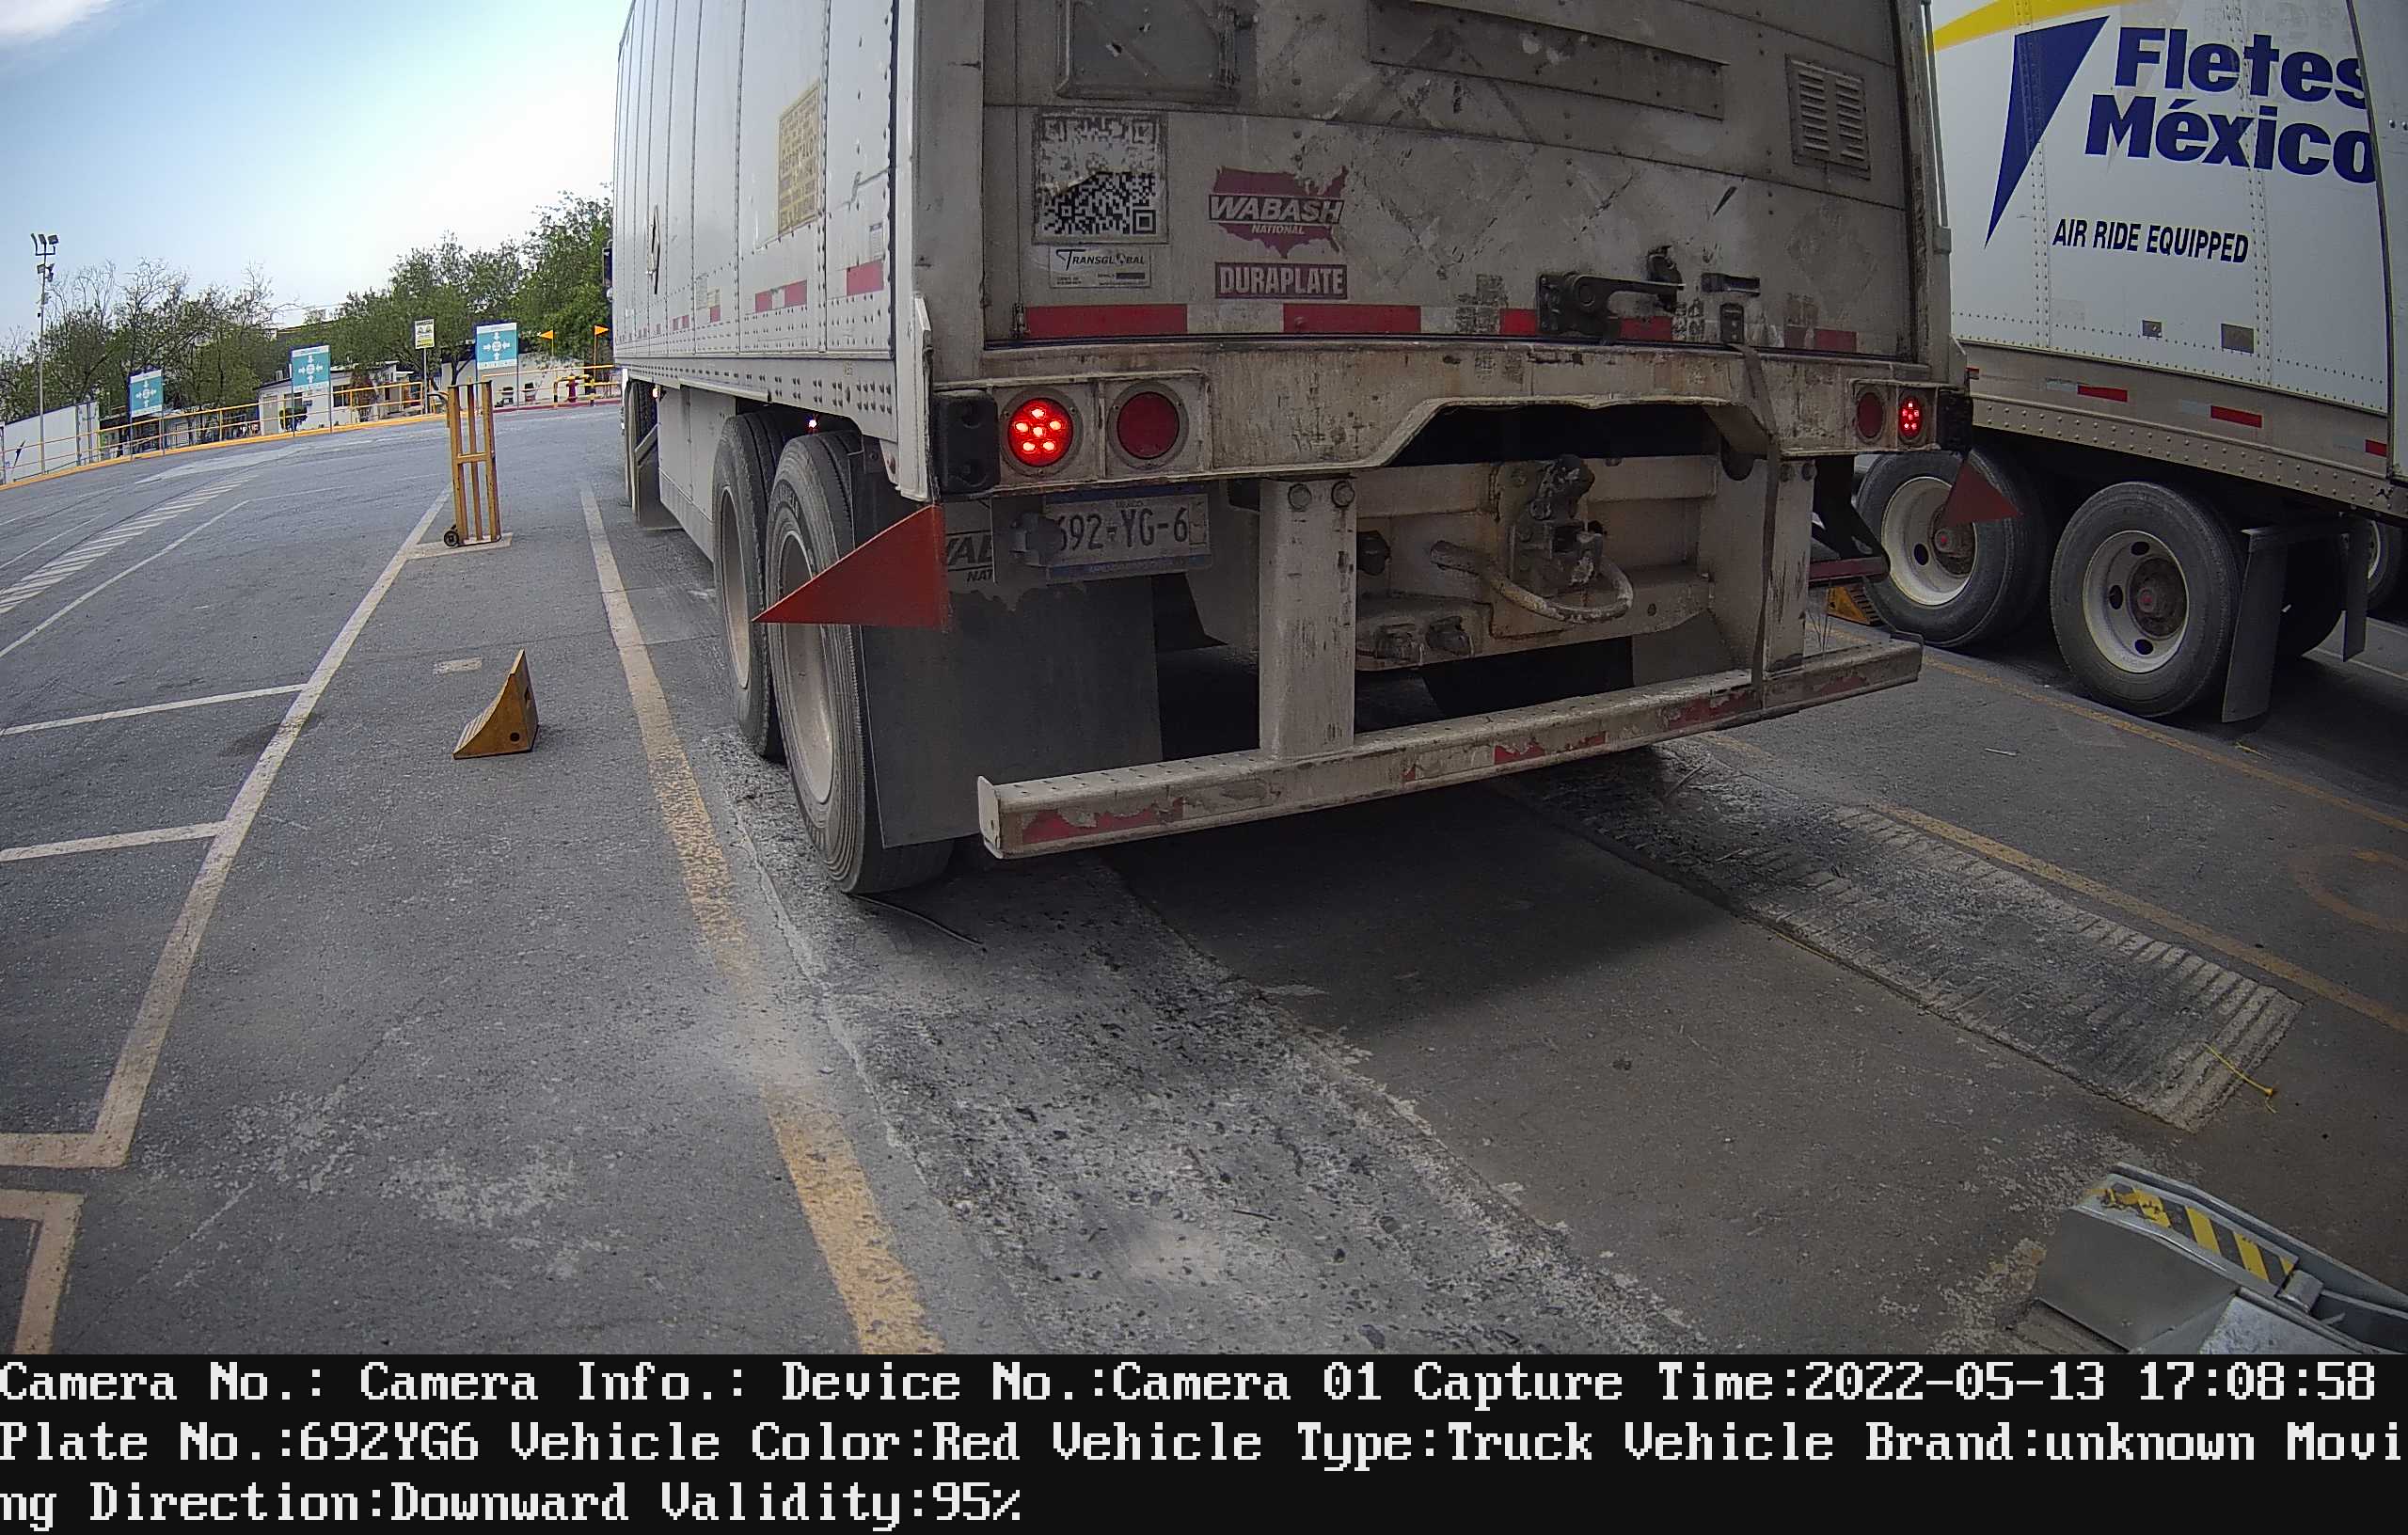 Fletes
México
AIR RIDE EQUIPPED
WABASH
NATIONAL
TRANSGLOBAL
DURAPLATE
692-YG-6
Camera No.: Camera Info.: Device No.:Camera 01 Capture Time:2022-05-13 17:08:58
Plate No.:692YG6 Vehicle Color:Red Vehicle Type:Truck Vehicle Brand:unknown Movi
ng Direction:Downward Validity:95%